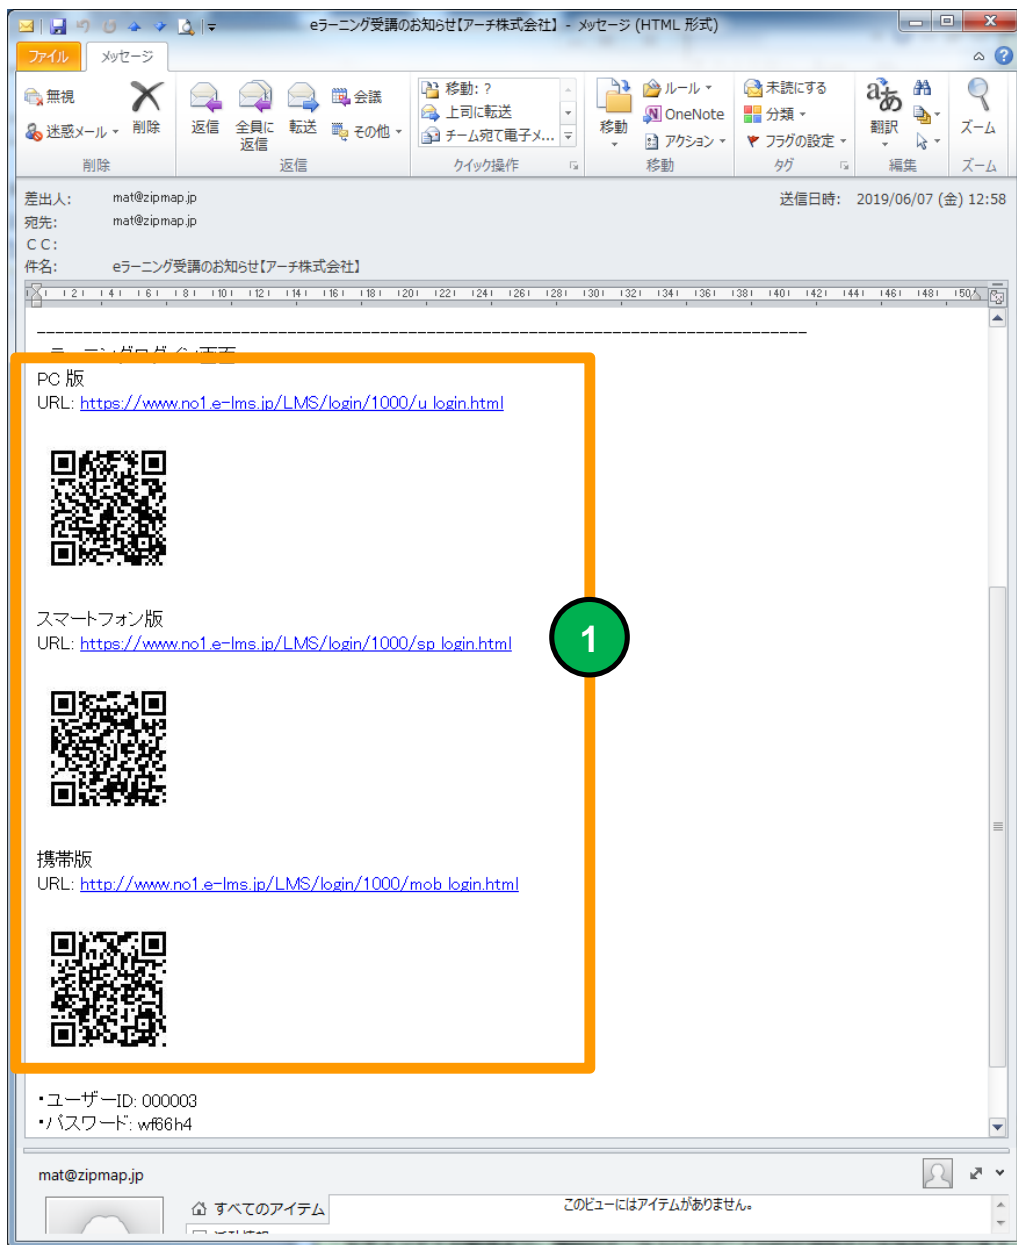 eラーニング受講のお知らせ【アーチ株式会社】 - メッセージ (HTML 形式)
ファイル メッセージ
無視
迷惑メール
削除
返信
全員に返信
転送
会議
その他
移動: ?
上司に転送
チーム宛て電子メ...
移動
ルール
OneNote
アクション
未読にする
分類
フラグの設定
翻訳
ズーム
削除 返信 クイック操作 移動 タグ 編集 ズーム
差出人: mat@zipmap.jp
送信日時: 2019/06/07 (金) 12:58
宛先: mat@zipmap.jp
CC:
件名: eラーニング受講のお知らせ【アーチ株式会社】
PC 版
URL: https://www.no1.e-lms.jp/LMS/login/1000/u_login.html
スマートフォン版
URL: https://www.no1.e-lms.jp/LMS/login/1000/sp_login.html
1
携帯版
URL: http://www.no1.e-lms.jp/LMS/login/1000/mob_login.html
・ユーザーID: 000003
・パスワード: wf66h4
mat@zipmap.jp
すべてのアイテム
このビューにはアイテムがありません。